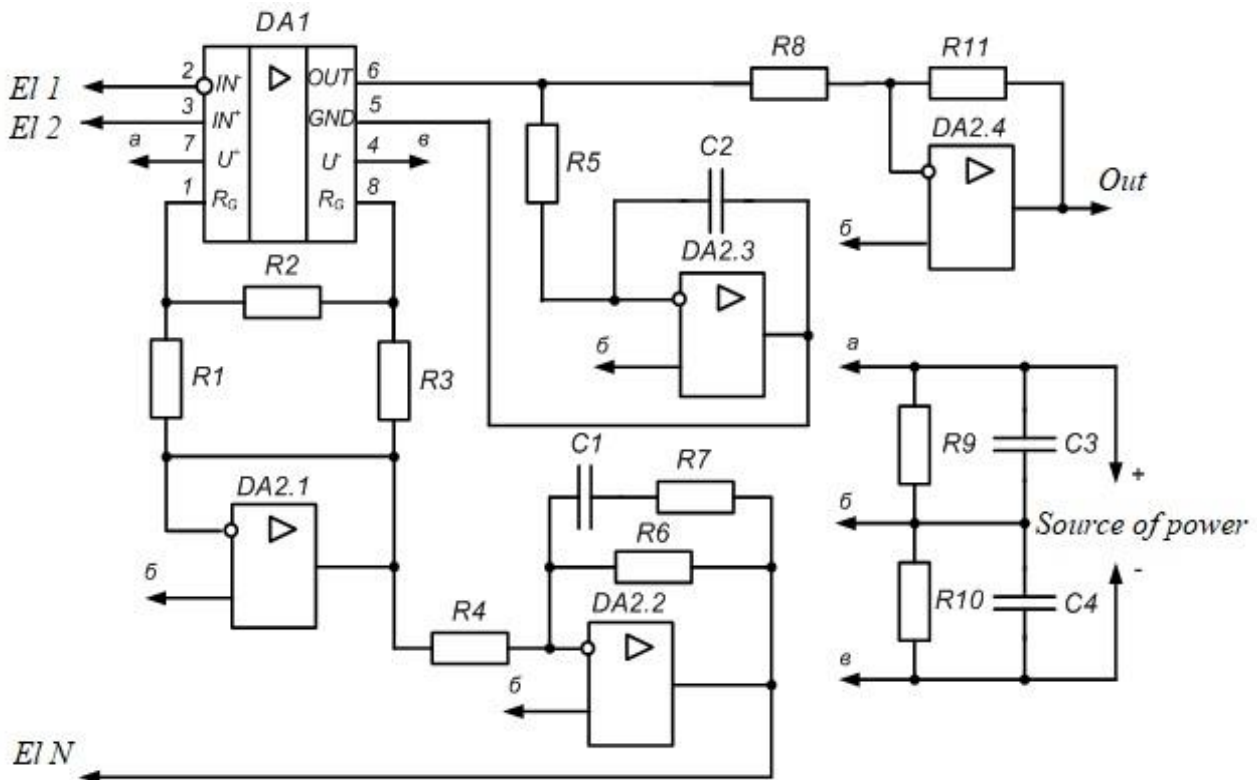 DA1
El 1
2
IN-
OUT
6
El 2
3
IN+
GND
5
а
7
U+
U-
4
в
1
RG
RG
8
R8
R11
DA2.4
Out
б
R5
C2
DA2.3
б
R2
R1
R3
DA2.1
б
C1
R7
R6
R4
DA2.2
б
El N
а
R9
C3
+
б
Source of power
R10
C4
-
в